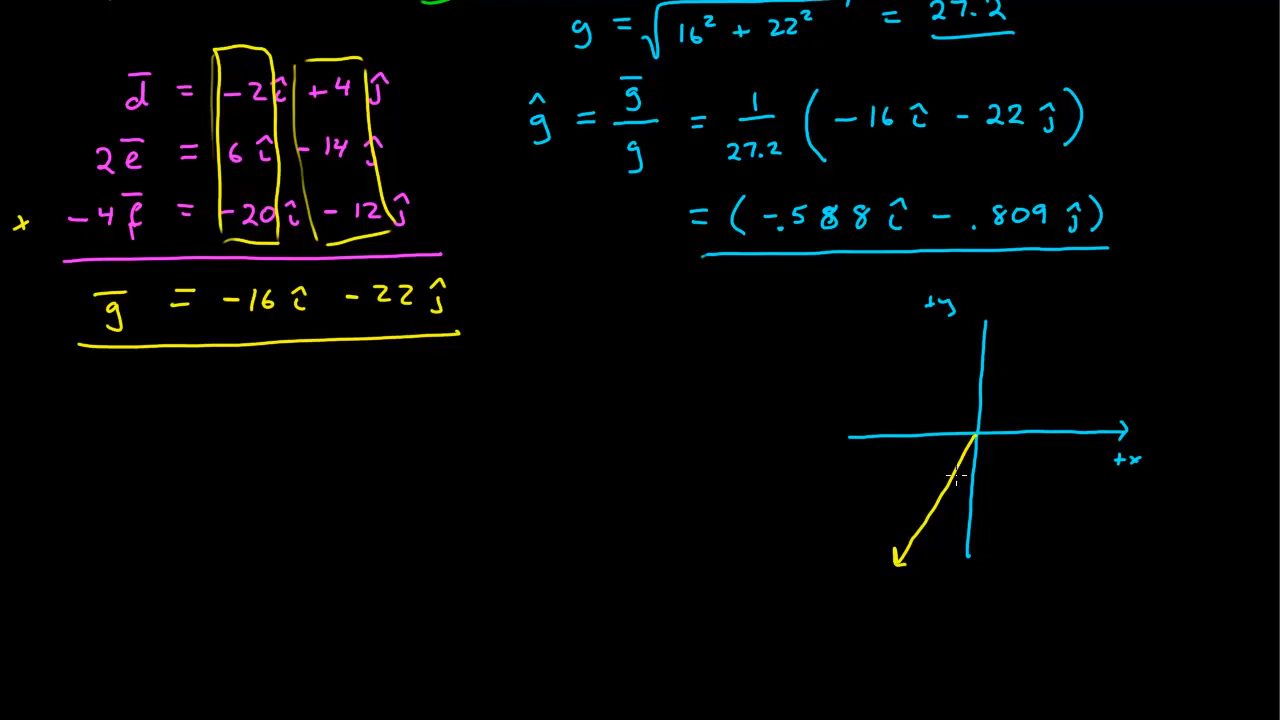 g = √16² + 22² = 27.2
d̅ = -2î + 4ĵ
2e̅ = 6î - 14ĵ
+ -4f̅ = -20î - 12ĵ
g̅ = -16î - 22ĵ
ĝ = g̅/g = 1/27.2 (-16î - 22ĵ)
= (-.588î - .809ĵ)
+y
+x